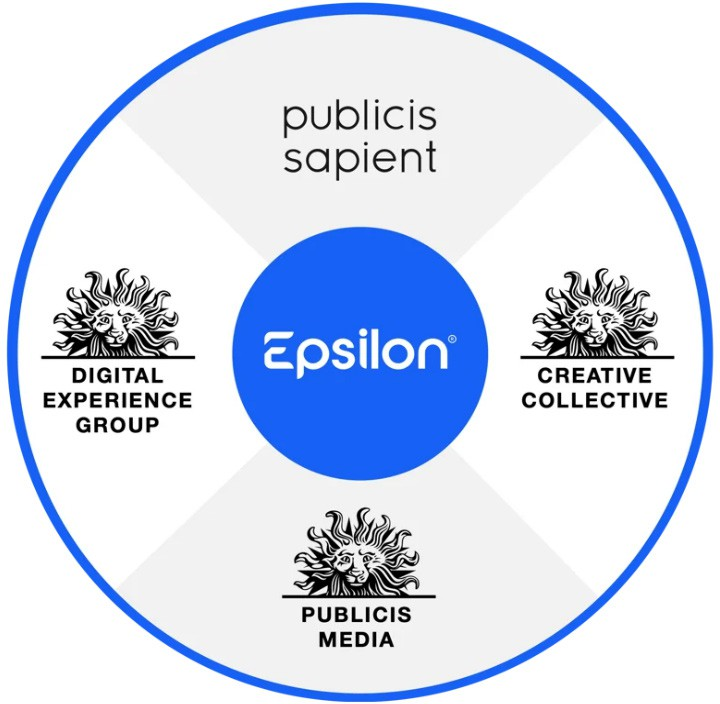 publicis
sapient
DIGITAL
EXPERIENCE
GROUP
Epsilon®
CREATIVE
COLLECTIVE
PUBLICIS
MEDIA